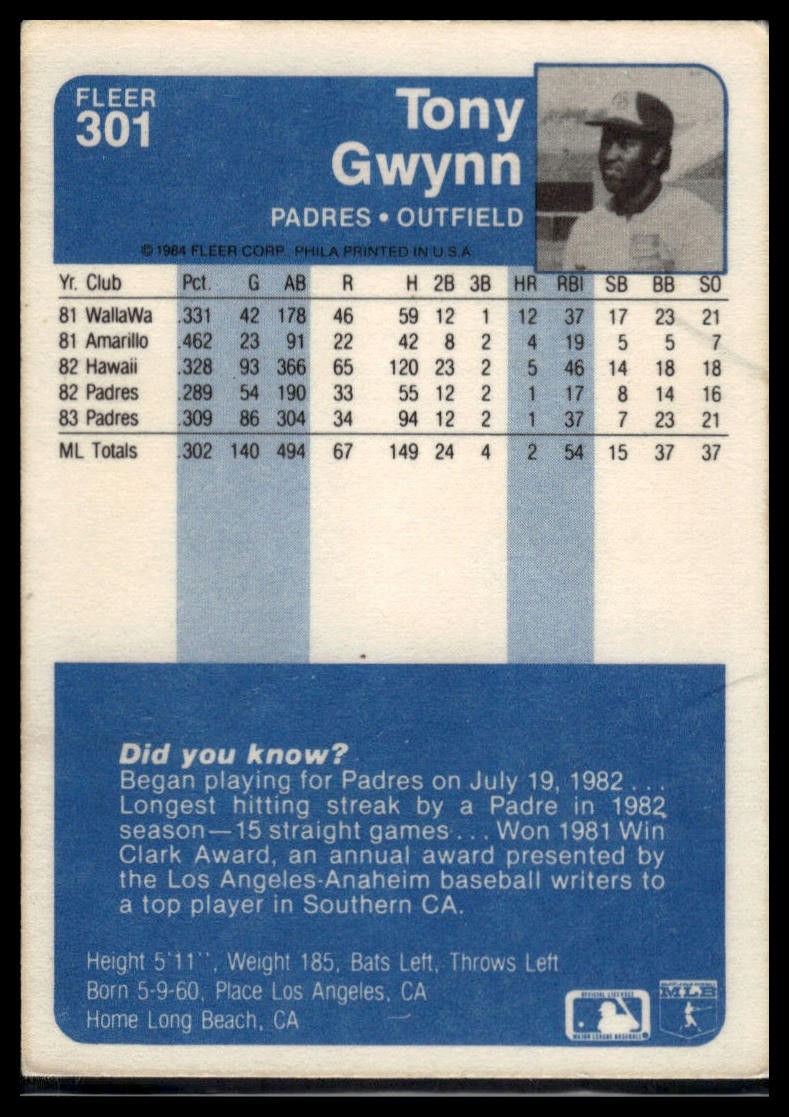 FLEER
301
Tony
Gwynn
PADRES • OUTFIELD
© 1984 FLEER CORP. PHILA PRINTED IN U.S.A.
Yr. Club Pct. G AB R H 2B 3B HR RBI SB BB SO
81 WallaWa .331 42 178 46 59 12 1 12 37 17 23 21
81 Amarillo .462 23 91 22 42 8 2 4 19 5 5 7
82 Hawaii .328 93 366 65 120 23 2 5 46 14 18 18
82 Padres .289 54 190 33 55 12 2 1 17 8 14 16
83 Padres .309 86 304 34 94 12 2 1 37 7 23 21
ML Totals .302 140 494 67 149 24 4 2 54 15 37 37
Did you know?
Began playing for Padres on July 19, 1982 . . .
Longest hitting streak by a Padre in 1982
season—15 straight games . . . Won 1981 Win
Clark Award, an annual award presented by
the Los Angeles-Anaheim baseball writers to
a top player in Southern CA.
Height 5'11'', Weight 185, Bats Left, Throws Left
Born 5-9-60, Place Los Angeles, CA
Home Long Beach, CA
OFFICIAL LICENSEE
MAJOR LEAGUE BASEBALL
MLB